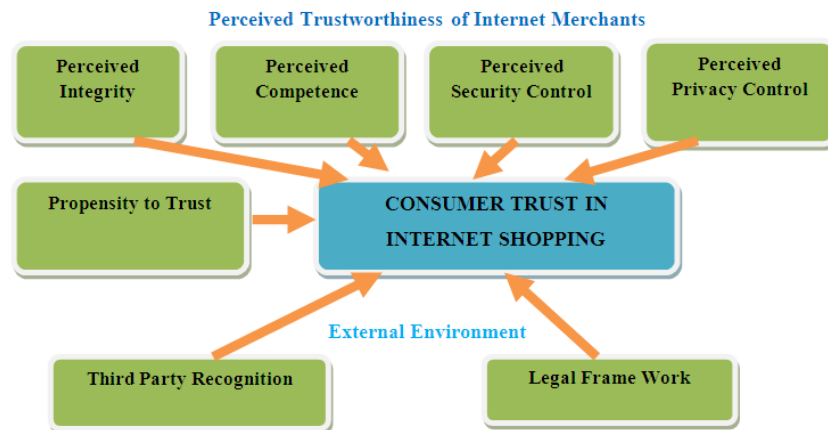 Perceived Trustworthiness of Internet Merchants
Perceived
Integrity
Perceived
Competence
Perceived
Security Control
Perceived
Privacy Control
Propensity to Trust
CONSUMER TRUST IN
INTERNET SHOPPING
External Environment
Third Party Recognition
Legal Frame Work